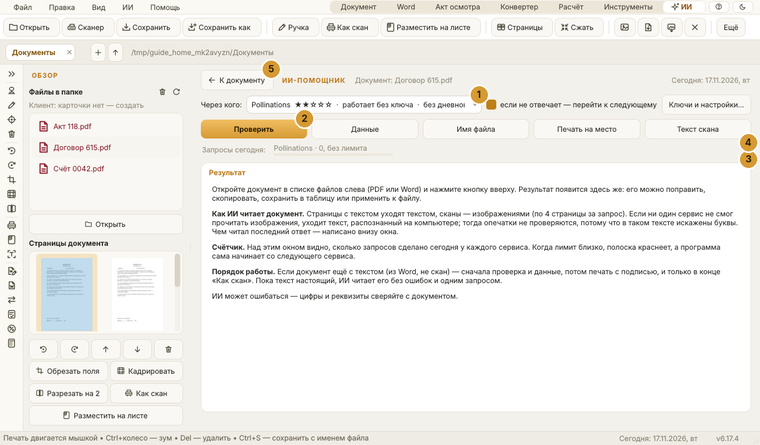 Файл Правка Вид ИИ Помощь Документ Word Акт осмотра Конвертер Расчёт Инструменты ИИ
Открыть Сканер Сохранить Сохранить как Ручка Как скан Разместить на листе Страницы Сжать Ещё
Документы /tmp/guide_home_mk2avyzn/Документы
ОБЗОР
Файлы в папке
Клиент: карточки нет — создать
Акт 118.pdf
Договор 615.pdf
Счёт 0042.pdf
Открыть
Страницы документа
Обрезать поля Кадрировать
Разрезать на 2 Как скан
Разместить на листе
5
К документу ИИ-ПОМОЩНИК Документ: Договор 615.pdf Сегодня: 17.11.2026, вт
1
Через кого: Pollinations ★★☆☆☆ · работает без ключа · без дневно если не отвечает — перейти к следующему Ключи и настройки...
2
Проверить Данные Имя файла Печать на место Текст скана
4
Запросы сегодня: Pollinations · 0, без лимита
3
Результат
Откройте документ в списке файлов слева (PDF или Word) и нажмите кнопку вверху. Результат появится здесь же: его можно поправить,
скопировать, сохранить в таблицу или применить к файлу.
Как ИИ читает документ. Страницы с текстом уходят текстом, сканы — изображениями (по 4 страницы за запрос). Если ни один сервис не смог
прочитать изображения, уходит текст, распознанный на компьютере; тогда опечатки не проверяются, потому что в таком тексте искажены буквы.
Чем читал последний ответ — написано внизу окна.
Счётчик. Над этим окном видно, сколько запросов сделано сегодня у каждого сервиса. Когда лимит близко, полоска краснеет, а программа
сама начинает со следующего сервиса.
Порядок работы. Если документ ещё с текстом (из Word, не скан) — сначала проверка и данные, потом печать с подписью, и только в конце
«Как скан». Пока текст настоящий, ИИ читает его без ошибок и одним запросом.
ИИ может ошибаться — цифры и реквизиты сверяйте с документом.
Печать двигается мышкой • Ctrl+колесо — зум • Del — удалить • Ctrl+S — сохранить с именем файла Сегодня: 17.11.2026, вт v6.17.4